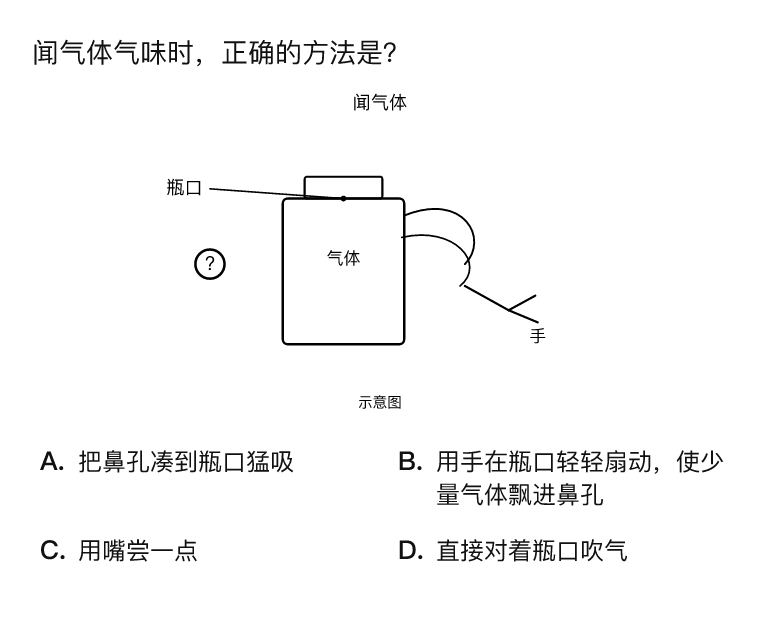 闻气体气味时，正确的方法是？
闻气体
瓶口
气体
?
手
示意图
A. 把鼻孔凑到瓶口猛吸
B. 用手在瓶口轻轻扇动，使少
量气体飘进鼻孔
C. 用嘴尝一点
D. 直接对着瓶口吹气